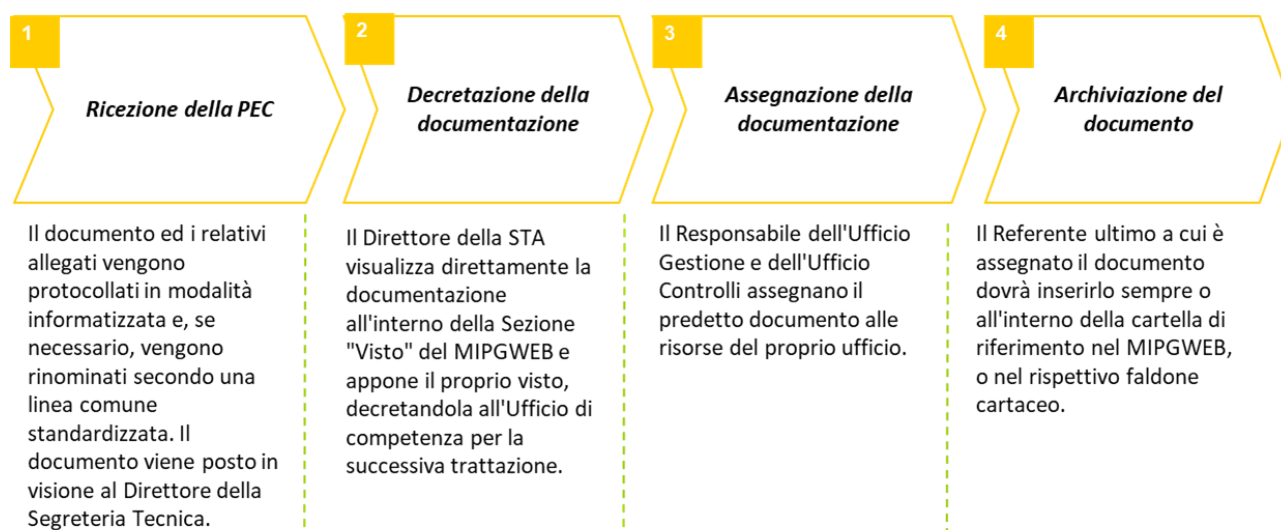 1
Ricezione della PEC
Il documento ed i relativi
allegati vengono
protocollati in modalità
informatizzata e, se
necessario, vengono
rinominati secondo una
linea comune
standardizzata. Il
documento viene posto in
visione al Direttore della
Segreteria Tecnica.
2
Decretazione della
documentazione
Il Direttore della STA
visualizza direttamente la
documentazione
all'interno della Sezione
"Visto" del MIPGWEB e
appone il proprio visto,
decretandola all'Ufficio di
competenza per la
successiva trattazione.
3
Assegnazione della
documentazione
Il Responsabile dell'Ufficio
Gestione e dell'Ufficio
Controlli assegnano il
predetto documento alle
risorse del proprio ufficio.
4
Archiviazione del
documento
Il Referente ultimo a cui è
assegnato il documento
dovrà inserirlo sempre o
all'interno della cartella di
riferimento nel MIPGWEB,
o nel rispettivo faldone
cartaceo.